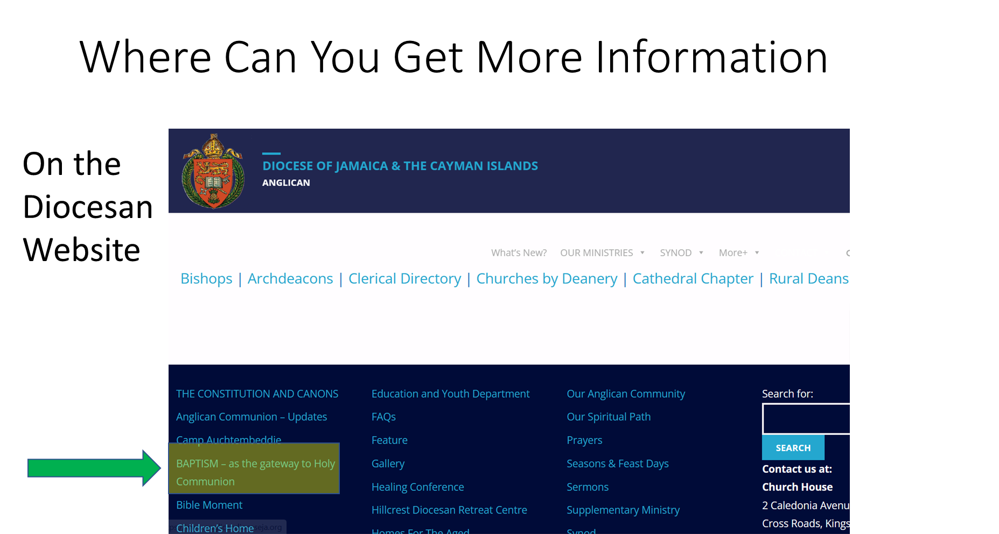 Where Can You Get More Information
On the
Diocesan
Website
DIOCESE OF JAMAICA & THE CAYMAN ISLANDS
ANGLICAN
What's New? OUR MINISTRIES SYNOD More+
Bishops | Archdeacons | Clerical Directory | Churches by Deanery | Cathedral Chapter | Rural Deans
THE CONSTITUTION AND CANONS
Anglican Communion – Updates
Camp Auchtembeddie
BAPTISM – as the gateway to Holy
Communion
Bible Moment
Children's Home
Education and Youth Department
FAQs
Feature
Gallery
Healing Conference
Hillcrest Diocesan Retreat Centre
Homes For The Aged
Our Anglican Community
Our Spiritual Path
Prayers
Seasons & Feast Days
Sermons
Supplementary Ministry
Synod
Search for:
SEARCH
Contact us at:
Church House
2 Caledonia Avenu
Cross Roads, Kings